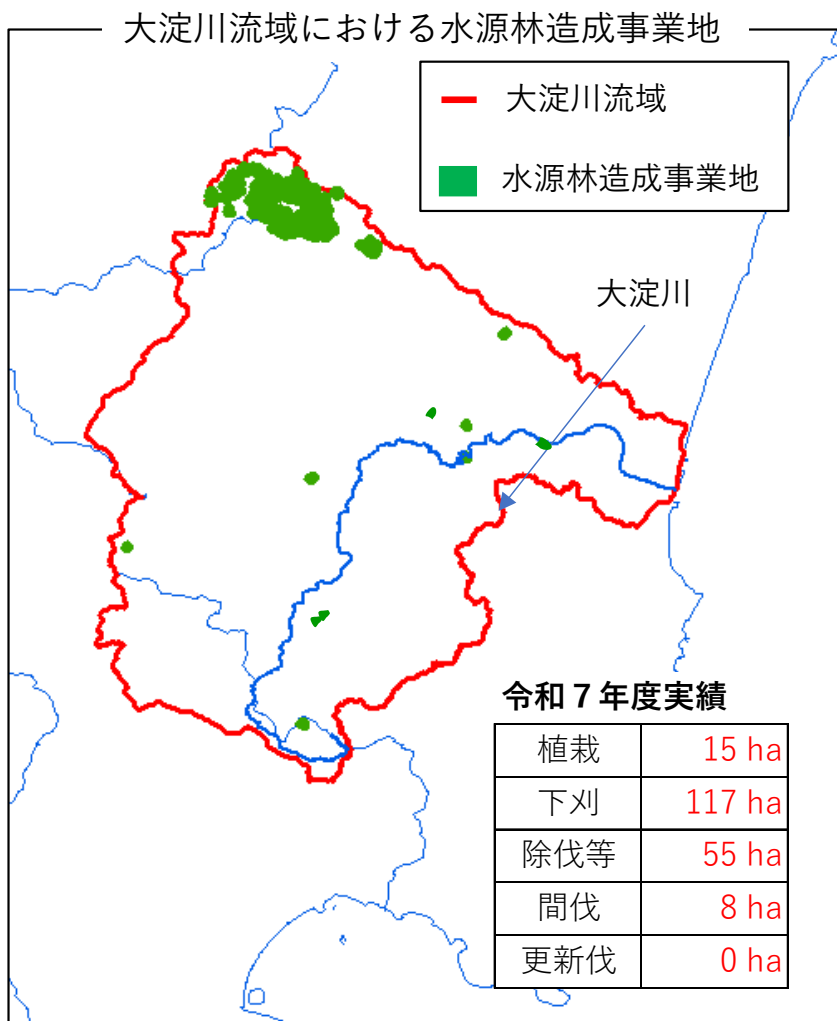 大淀川流域における水源林造成事業地
大淀川流域
水源林造成事業地
大淀川
令和７年度実績
植栽 15 ha
下刈 117 ha
除伐等 55 ha
間伐 8 ha
更新伐 0 ha